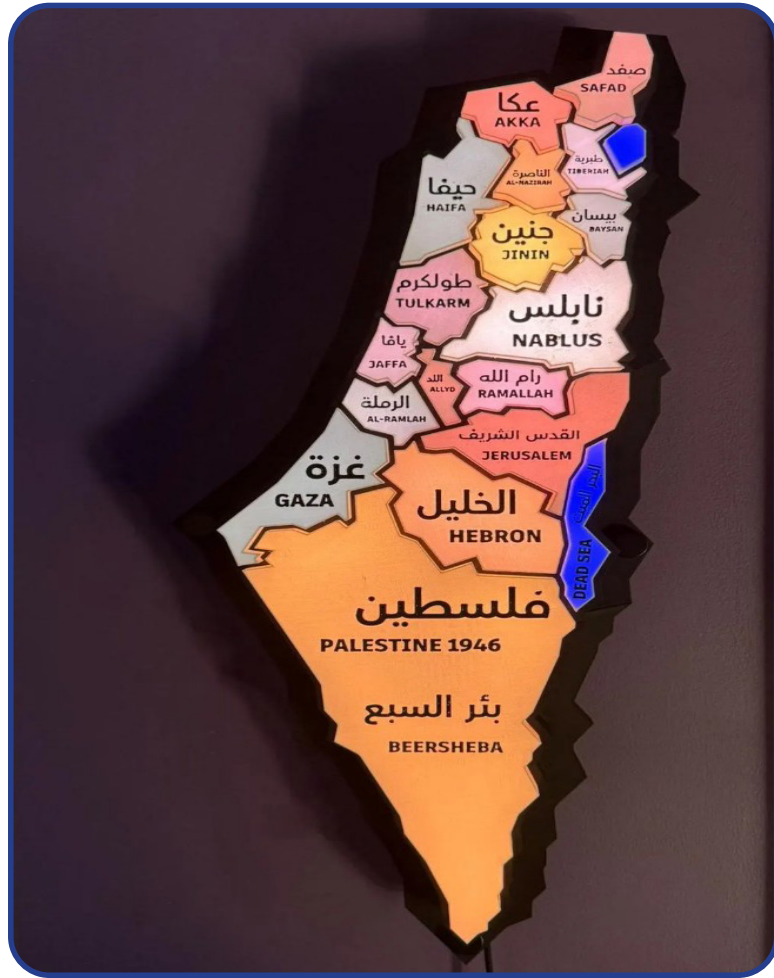 صفد
SAFAD
عكا
AKKA
طبرية
TIBERIAH
الناصرة
AL-NAZIRAH
حيفا
HAIFA
بيسان
BAYSAN
جنين
JININ
طولكرم
TULKARM
نابلس
NABLUS
يافا
JAFFA
اللد
ALLYD
رام الله
RAMALLAH
الرملة
AL-RAMLAH
القدس الشريف
JERUSALEM
غزة
GAZA
الخليل
HEBRON
البحر الميت
DEAD SEA
فلسطين
PALESTINE 1946
بئر السبع
BEERSHEBA